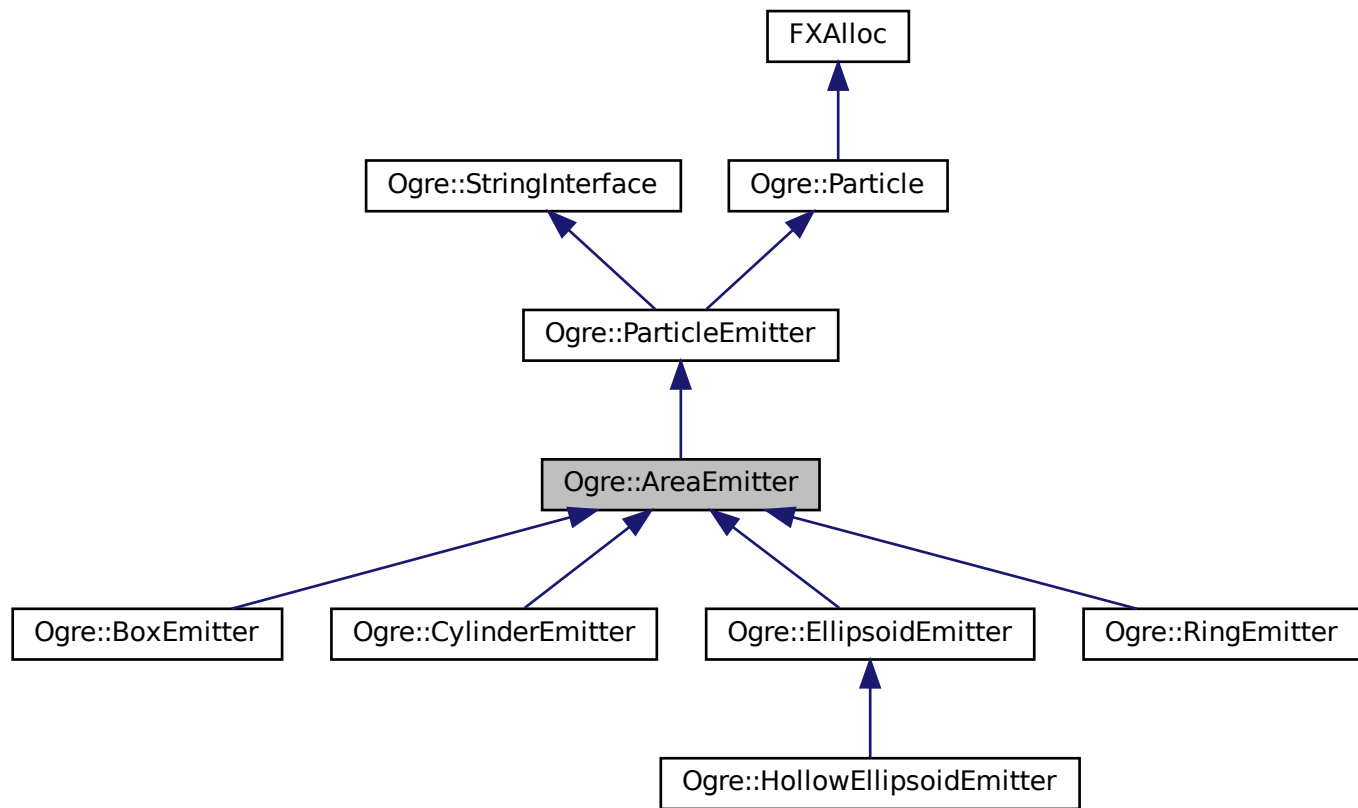 FXAlloc
Ogre::StringInterface
Ogre::Particle
Ogre::ParticleEmitter
Ogre::AreaEmitter
Ogre::BoxEmitter
Ogre::CylinderEmitter
Ogre::EllipsoidEmitter
Ogre::RingEmitter
Ogre::HollowEllipsoidEmitter